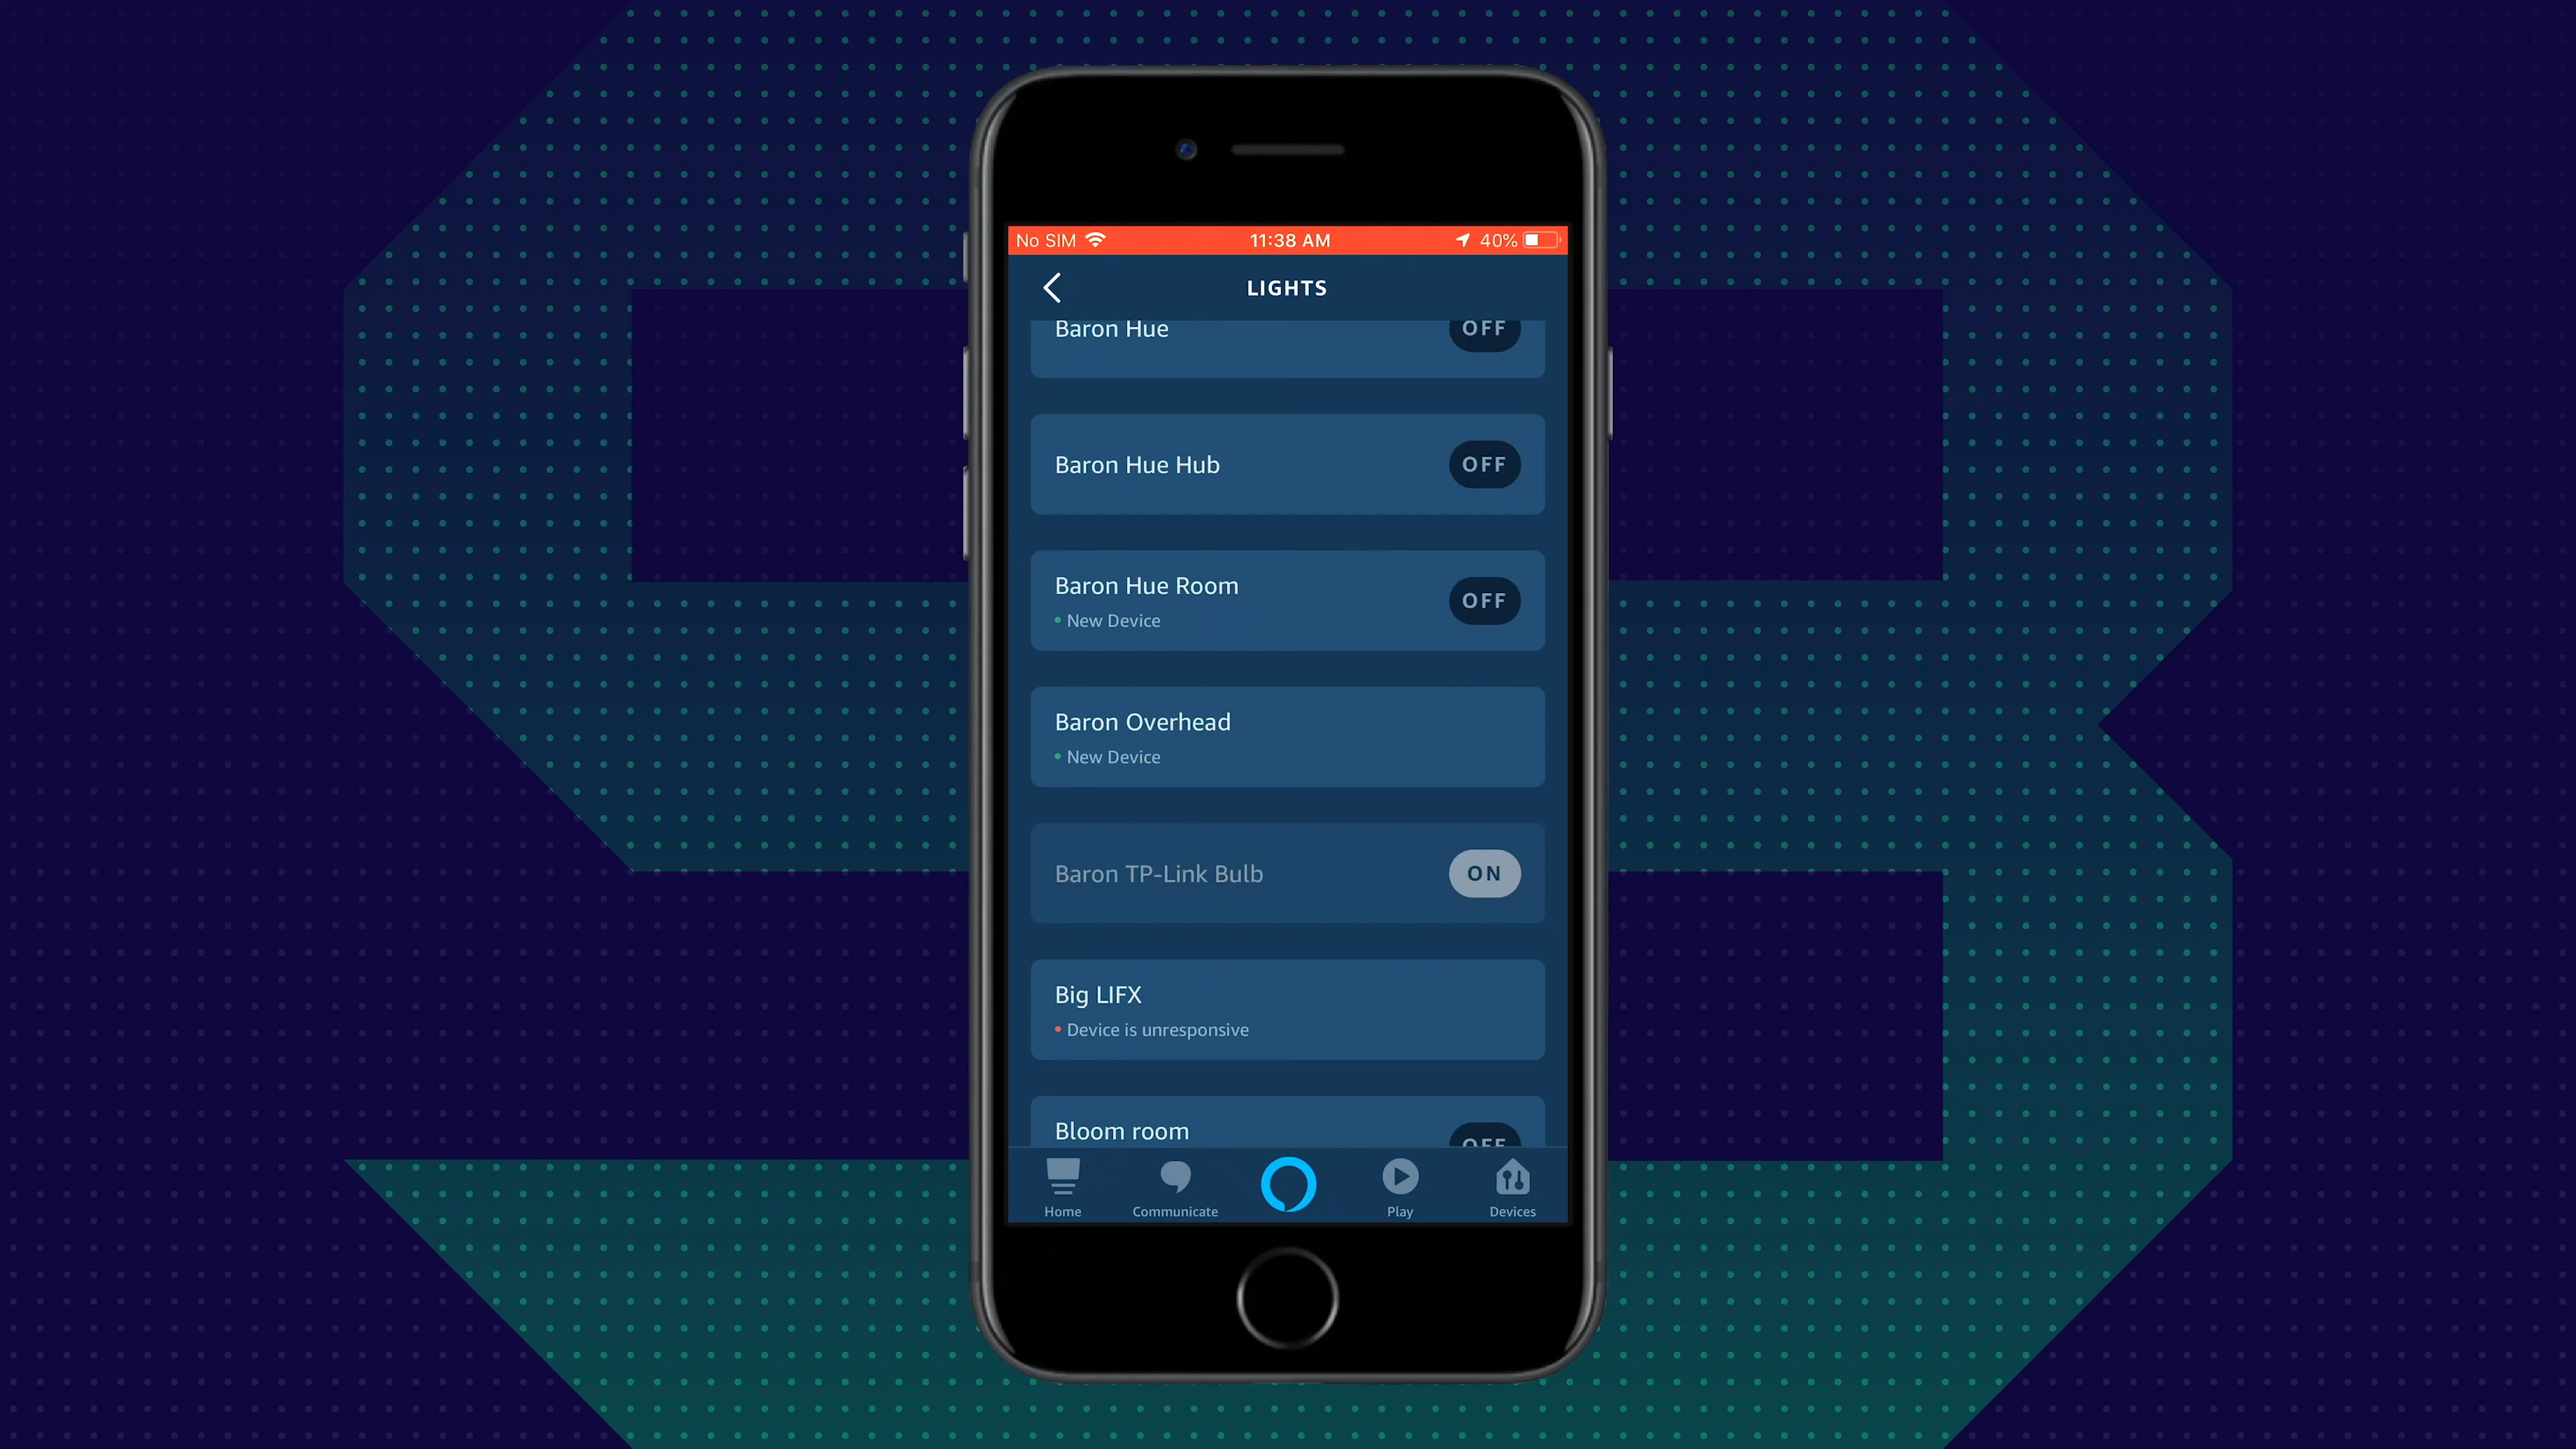 No SIM 11:38 AM 40%
LIGHTS
Baron Hue OFF
Baron Hue Hub OFF
Baron Hue Room OFF
New Device
Baron Overhead
New Device
Baron TP-Link Bulb ON
Big LIFX
Device is unresponsive
Bloom room OFF
Home Communicate Play Devices